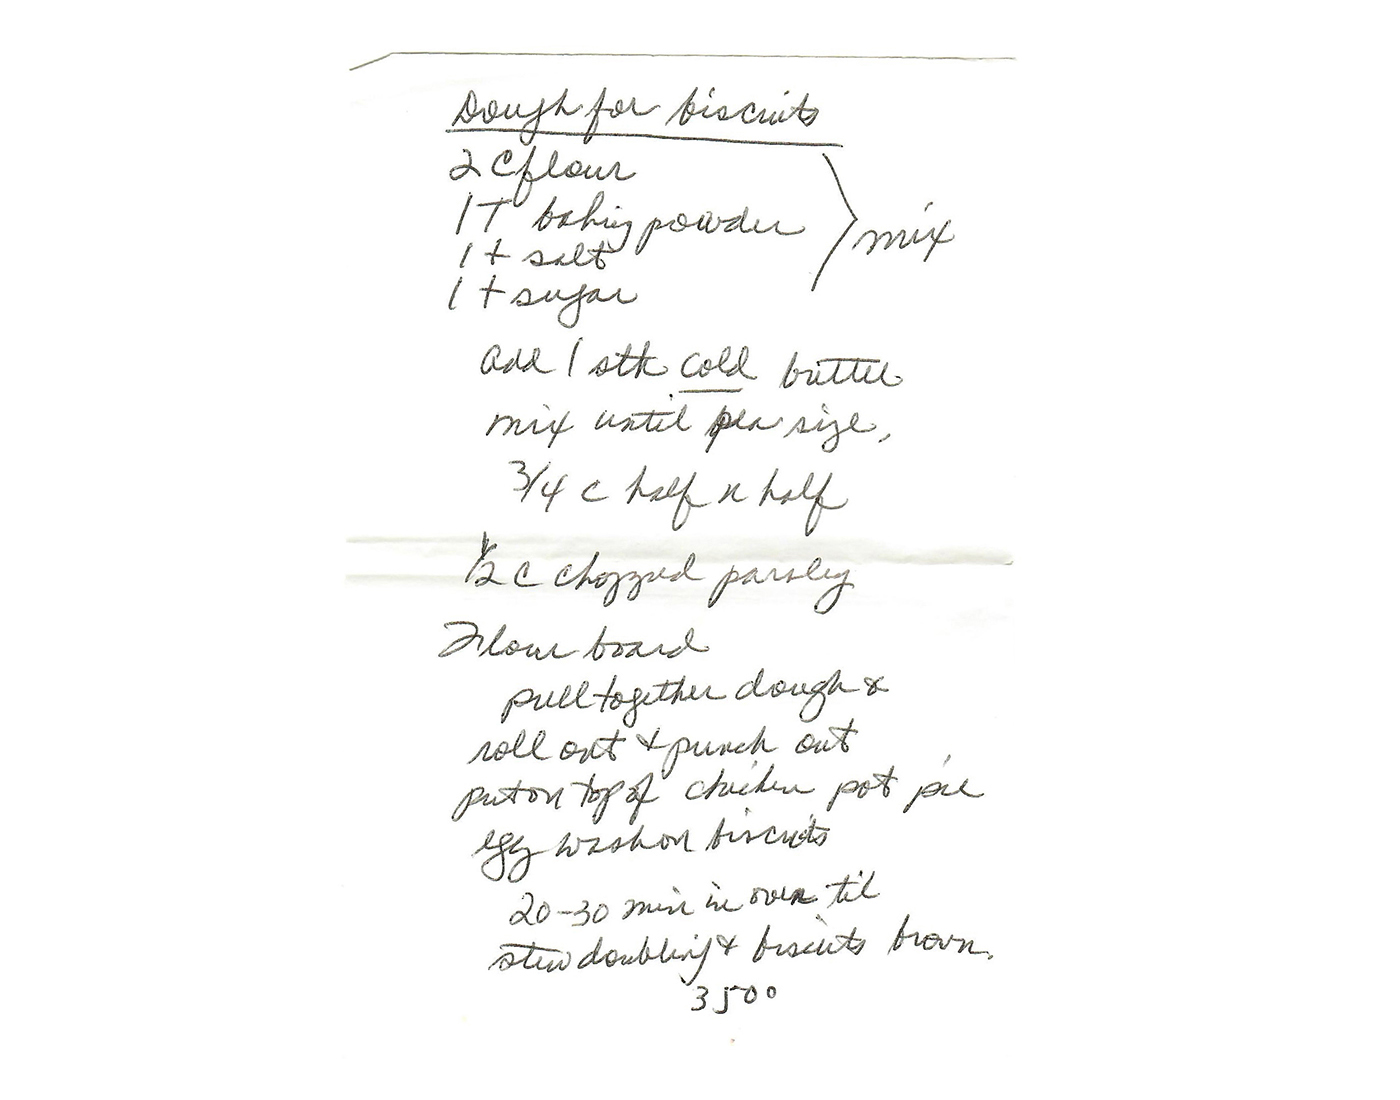 Dough for biscuits
2 C flour
1 T baking powder
1 t salt
1 t sugar
mix
add 1 stk cold butter
mix until pea size,
3/4 c half n half
1/2 c chopped parsley
Flour board
pull together dough &
roll out & punch out
put on top of chicken pot pie
egg wash on biscuits
20-30 min in oven til
stew doubling & biscuits brown.
350°